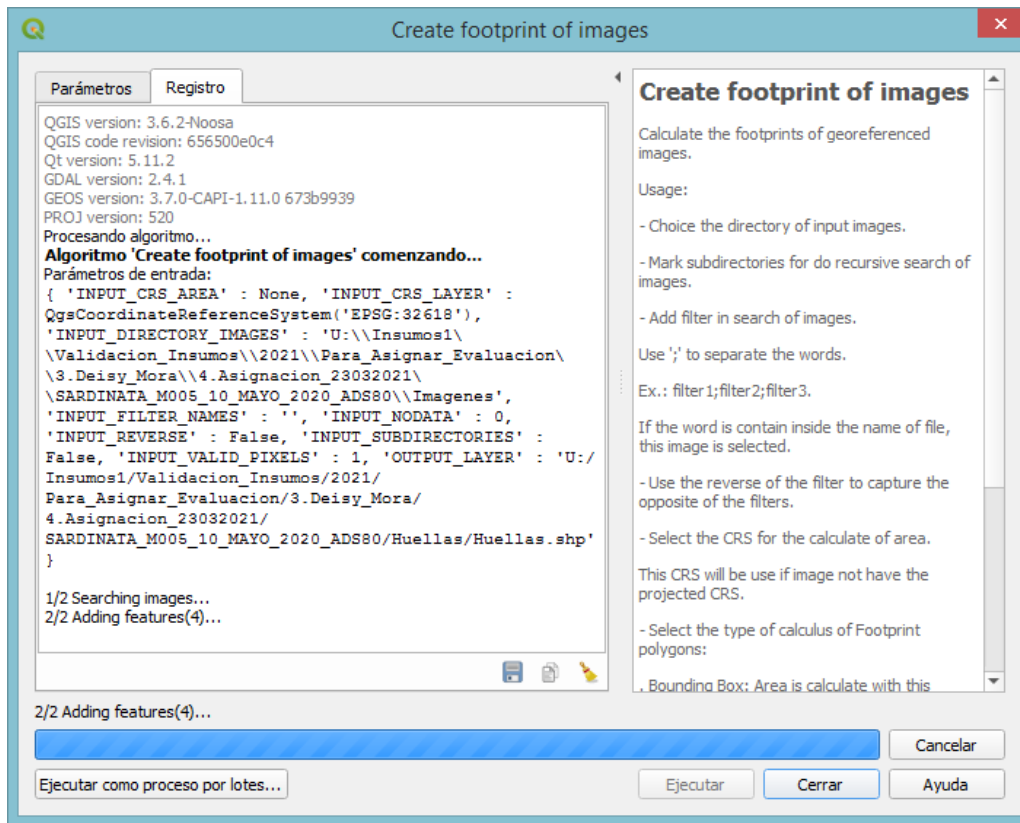 Create footprint of images
Parámetros
Registro
QGIS version: 3.6.2-Noosa
QGIS code revision: 656500e0c4
Qt version: 5.11.2
GDAL version: 2.4.1
GEOS version: 3.7.0-CAPI-1.11.0 673b9939
PROJ version: 520
Procesando algoritmo...
Algoritmo 'Create footprint of images' comenzando...
Parámetros de entrada:
{ 'INPUT_CRS_AREA' : None, 'INPUT_CRS_LAYER' :
QgsCoordinateReferenceSystem('EPSG:32618'),
'INPUT_DIRECTORY_IMAGES' : 'U:\\Insumos1\
\Validacion_Insumos\\2021\\Para_Asignar_Evaluacion\
\3.Deisy_Mora\\4.Asignacion_23032021\
\SARDINATA_M005_10_MAYO_2020_ADS80\\Imagenes',
'INPUT_FILTER_NAMES' : '', 'INPUT_NODATA' : 0,
'INPUT_REVERSE' : False, 'INPUT_SUBDIRECTORIES' :
False, 'INPUT_VALID_PIXELS' : 1, 'OUTPUT_LAYER' : 'U:/
Insumos1/Validacion_Insumos/2021/
Para_Asignar_Evaluacion/3.Deisy_Mora/
4.Asignacion_23032021/
SARDINATA_M005_10_MAYO_2020_ADS80/Huellas/Huellas.shp'
}
1/2 Searching images...
2/2 Adding features(4)...
Create footprint of images
Calculate the footprints of georeferenced
images.
Usage:
- Choice the directory of input images.
- Mark subdirectories for do recursive search of
images.
- Add filter in search of images.
Use ';' to separate the words.
Ex.: filter1;filter2;filter3.
If the word is contain inside the name of file,
this image is selected.
- Use the reverse of the filter to capture the
opposite of the filters.
- Select the CRS for the calculate of area.
This CRS will be use if image not have the
projected CRS.
- Select the type of calculus of Footprint
polygons:
. Bounding Box: Area is calculate with this
2/2 Adding features(4)...
Cancelar
Ejecutar como proceso por lotes...
Ejecutar
Cerrar
Ayuda